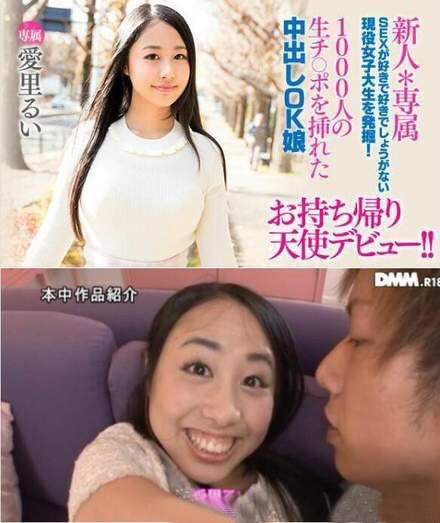 新人*専属
SEXが好きで好きでしょうがない
現役女子大生を発掘!
1000人の
生チ○ポを挿れた
中出しOK娘
お持ち帰り
天使デビュー!!
専属
愛里るい
本中作品紹介
DMM.R18